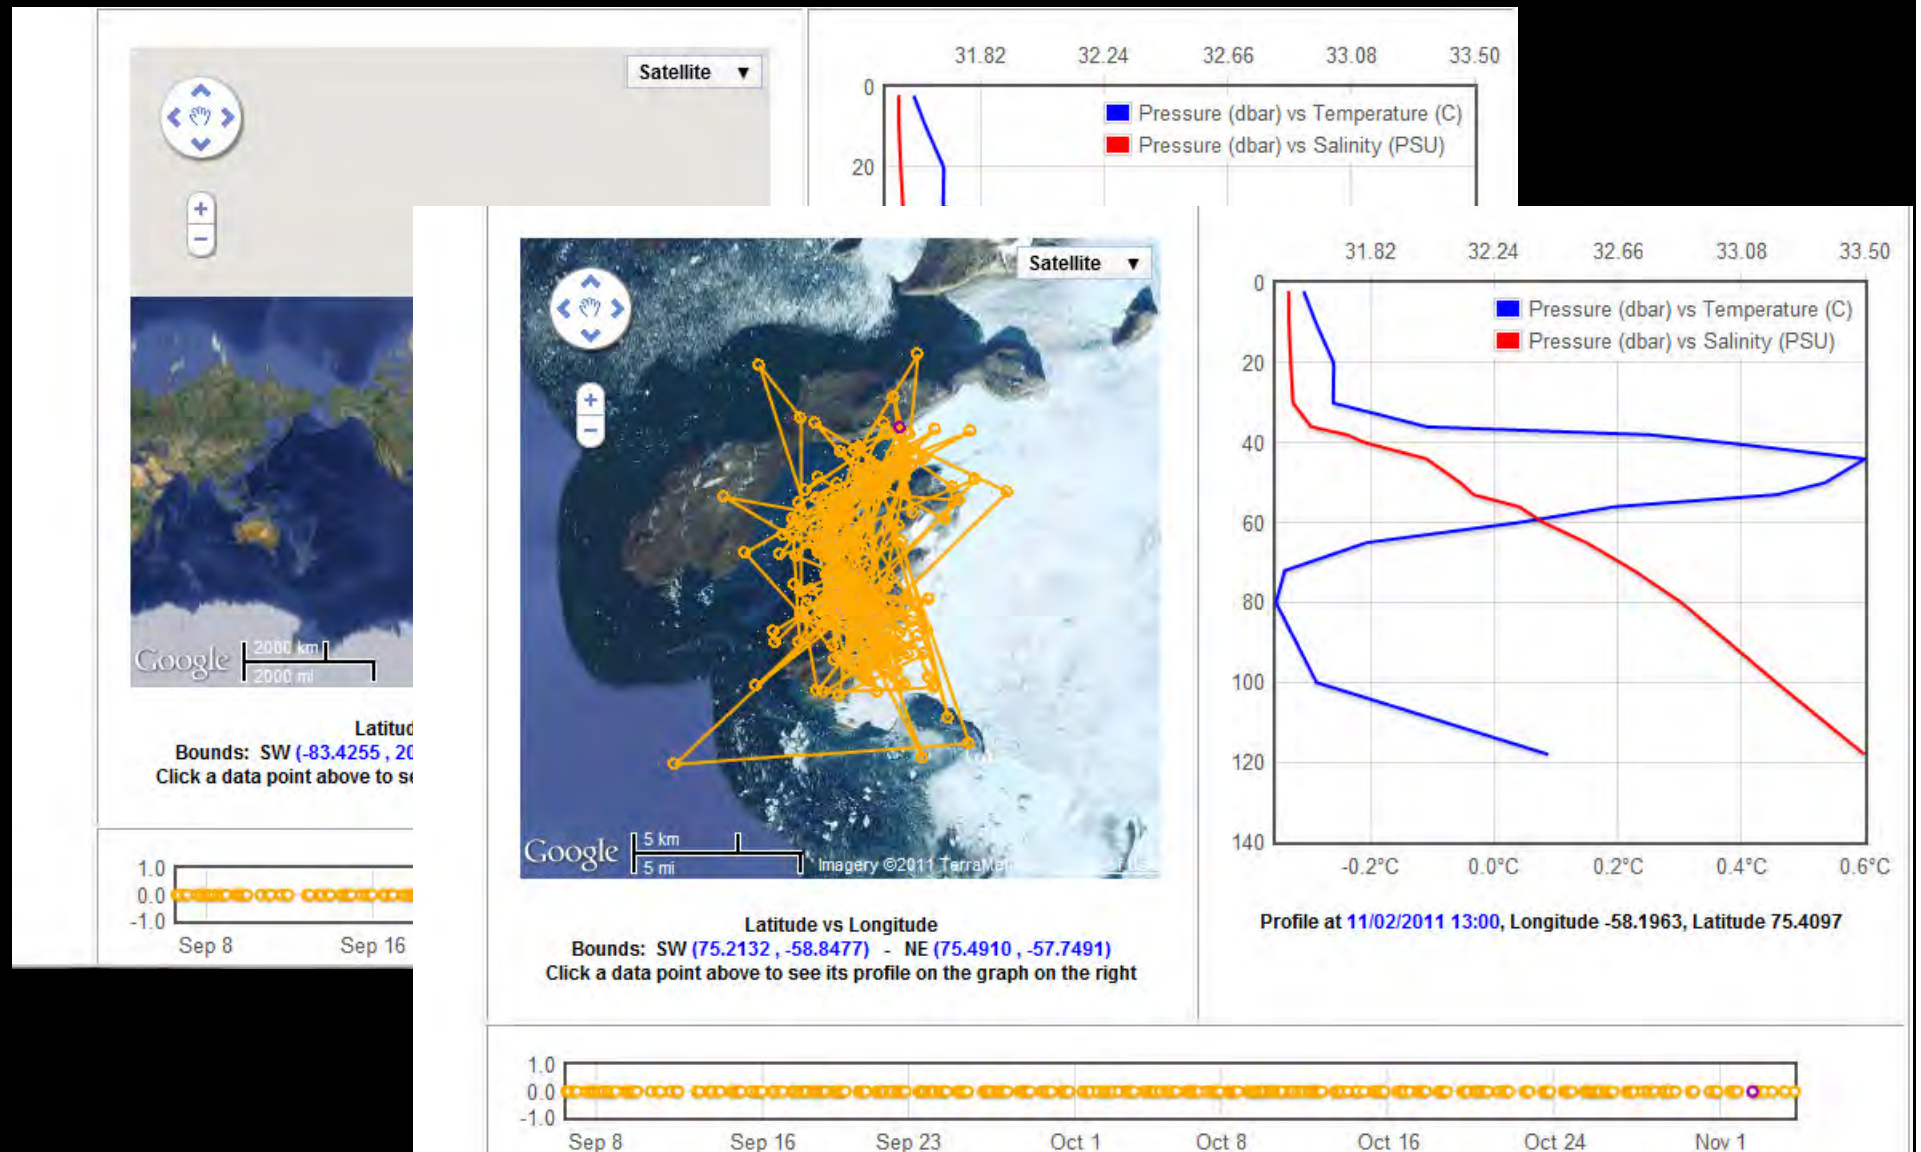 Satellite ▼
+
−
Google
2000 km
2000 mi
Latitud
Bounds: SW (-83.4255 , 20
Click a data point above to se
31.82 32.24 32.66 33.08 33.50
0
Pressure (dbar) vs Temperature (C)
Pressure (dbar) vs Salinity (PSU)
20
1.0
0.0
-1.0
Sep 8 Sep 16
Satellite ▼
+
−
Google
5 km
5 mi
Imagery ©2011
Latitude vs Longitude
Bounds: SW (75.2132 , -58.8477) - NE (75.4910 , -57.7491)
Click a data point above to see its profile on the graph on the right
31.82 32.24 32.66 33.08 33.50
0
Pressure (dbar) vs Temperature (C)
Pressure (dbar) vs Salinity (PSU)
20
40
60
80
100
120
140
-0.2°C 0.0°C 0.2°C 0.4°C 0.6°C
Profile at 11/02/2011 13:00, Longitude -58.1963, Latitude 75.4097
1.0
0.0
-1.0
Sep 8 Sep 16 Sep 23 Oct 1 Oct 8 Oct 16 Oct 24 Nov 1